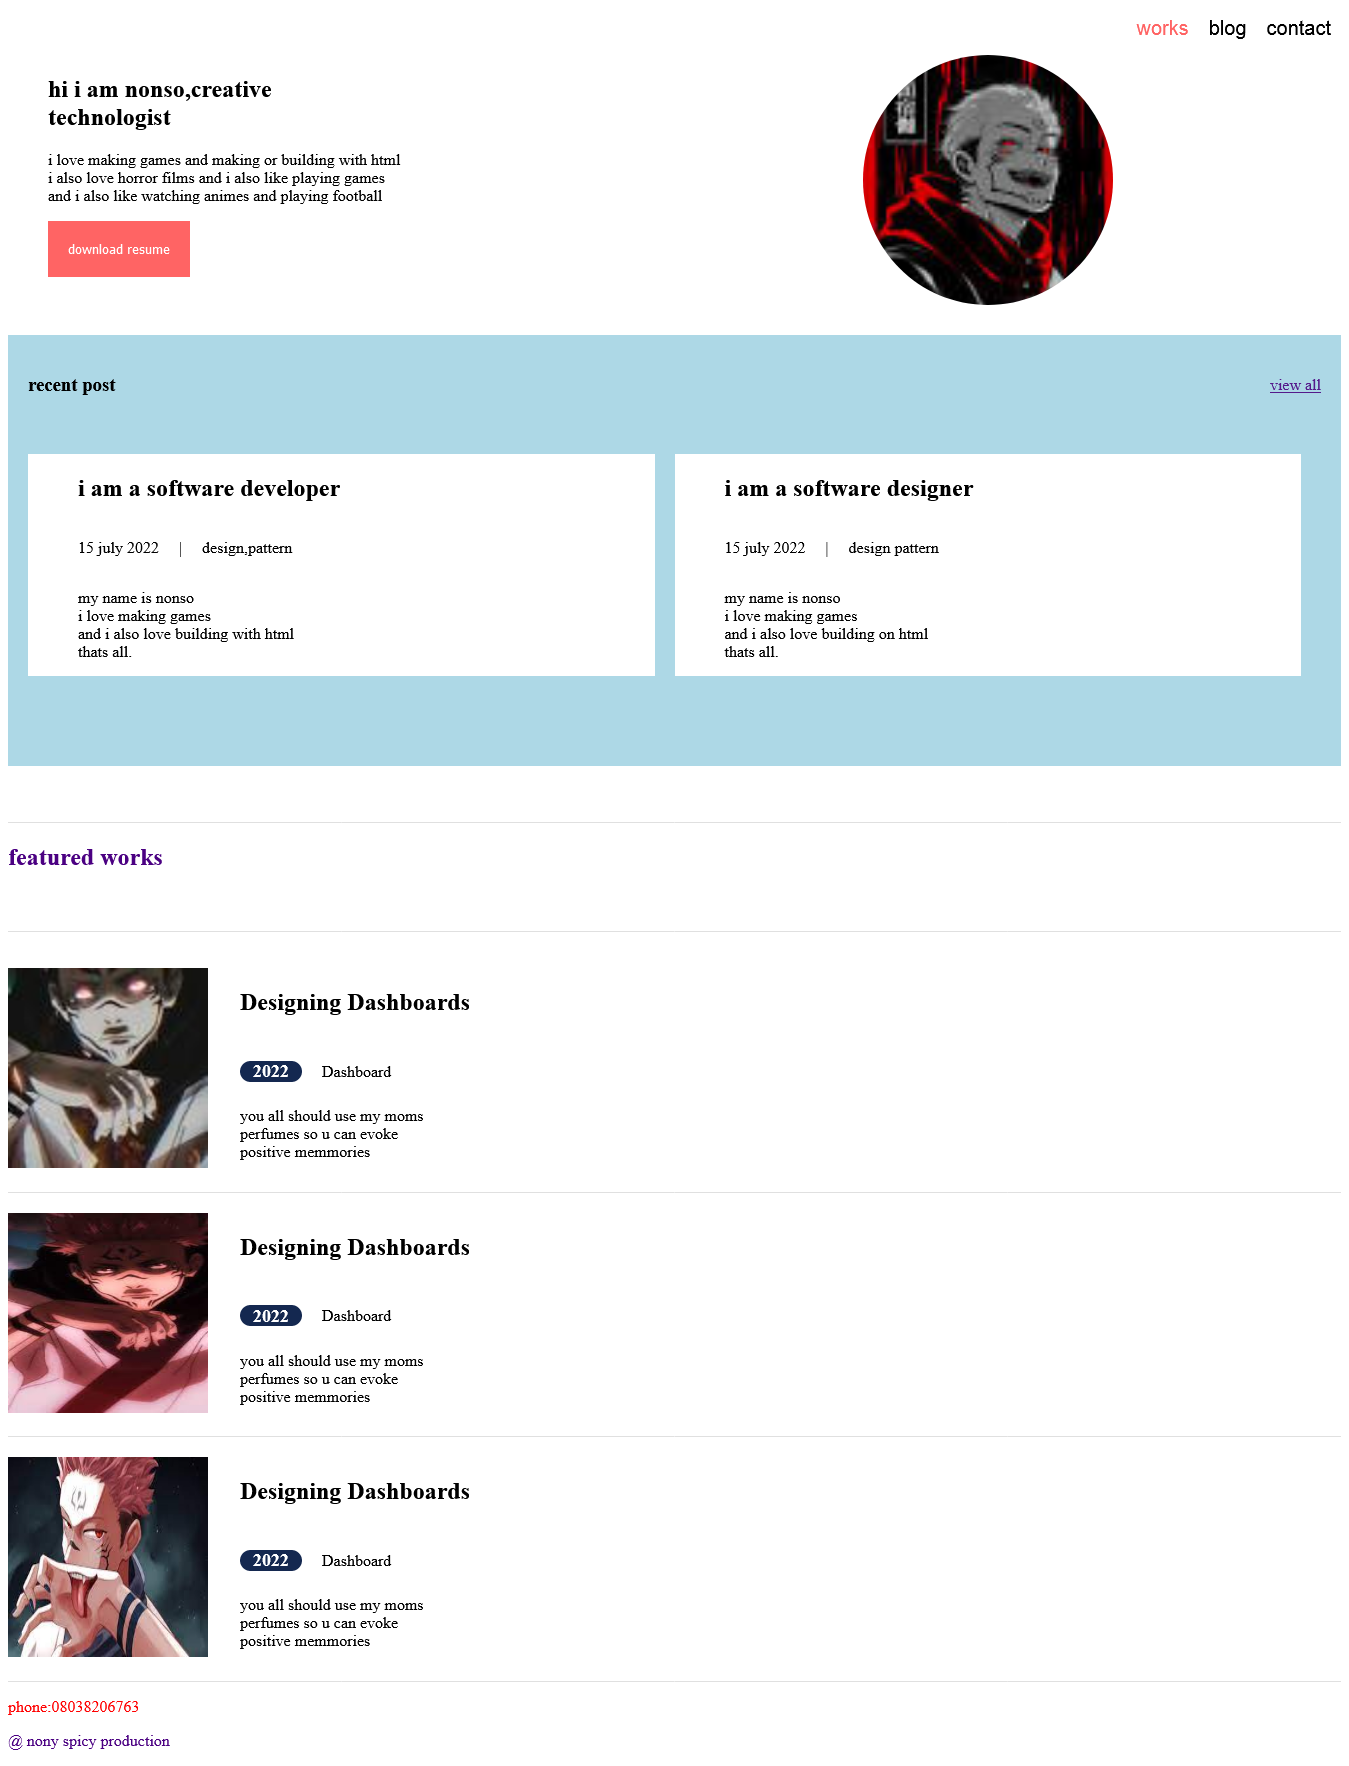 works blog contact
hi i am nonso,creative
technologist
i love making games and making or building with html
i also love horror films and i also like playing games
and i also like watching animes and playing football
download resume
recent post
view all
i am a software developer
15 july 2022 | design,pattern
my name is nonso
i love making games
and i also love building with html
thats all.
i am a software designer
15 july 2022 | design pattern
my name is nonso
i love making games
and i also love building on html
thats all.
featured works
Designing Dashboards
2022 Dashboard
you all should use my moms
perfumes so u can evoke
positive memmories
Designing Dashboards
2022 Dashboard
you all should use my moms
perfumes so u can evoke
positive memmories
Designing Dashboards
2022 Dashboard
you all should use my moms
perfumes so u can evoke
positive memmories
phone:08038206763
@ nony spicy production